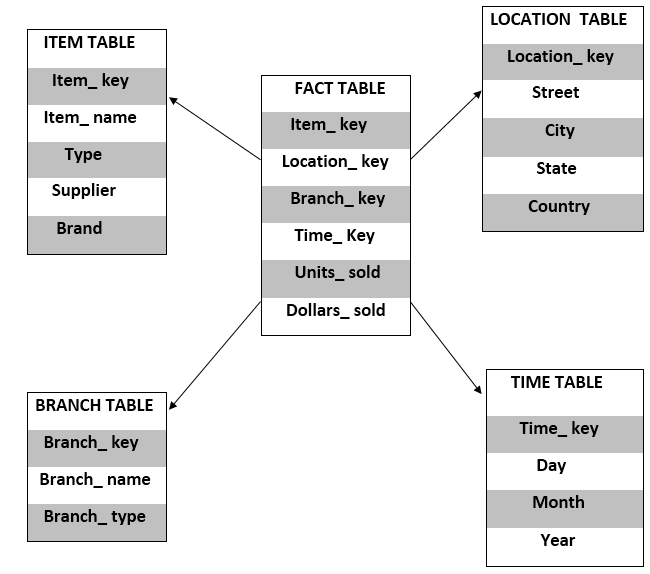 ITEM TABLE
Item_ key
Item_ name
Type
Supplier
Brand
FACT TABLE
Item_ key
Location_ key
Branch_ key
Time_ Key
Units_ sold
Dollars_ sold
LOCATION  TABLE
Location_ key
Street
City
State
Country
BRANCH TABLE
Branch_ key
Branch_ name
Branch_ type
TIME TABLE
Time_ key
Day
Month
Year